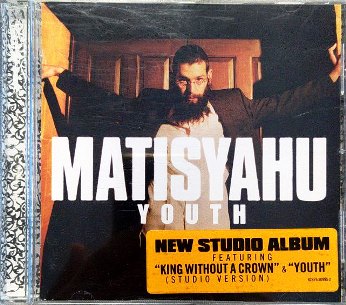 MATISYAHU
YOUTH
NEW STUDIO ALBUM
FEATURING
"KING WITHOUT A CROWN" & "YOUTH"
(STUDIO VERSION)